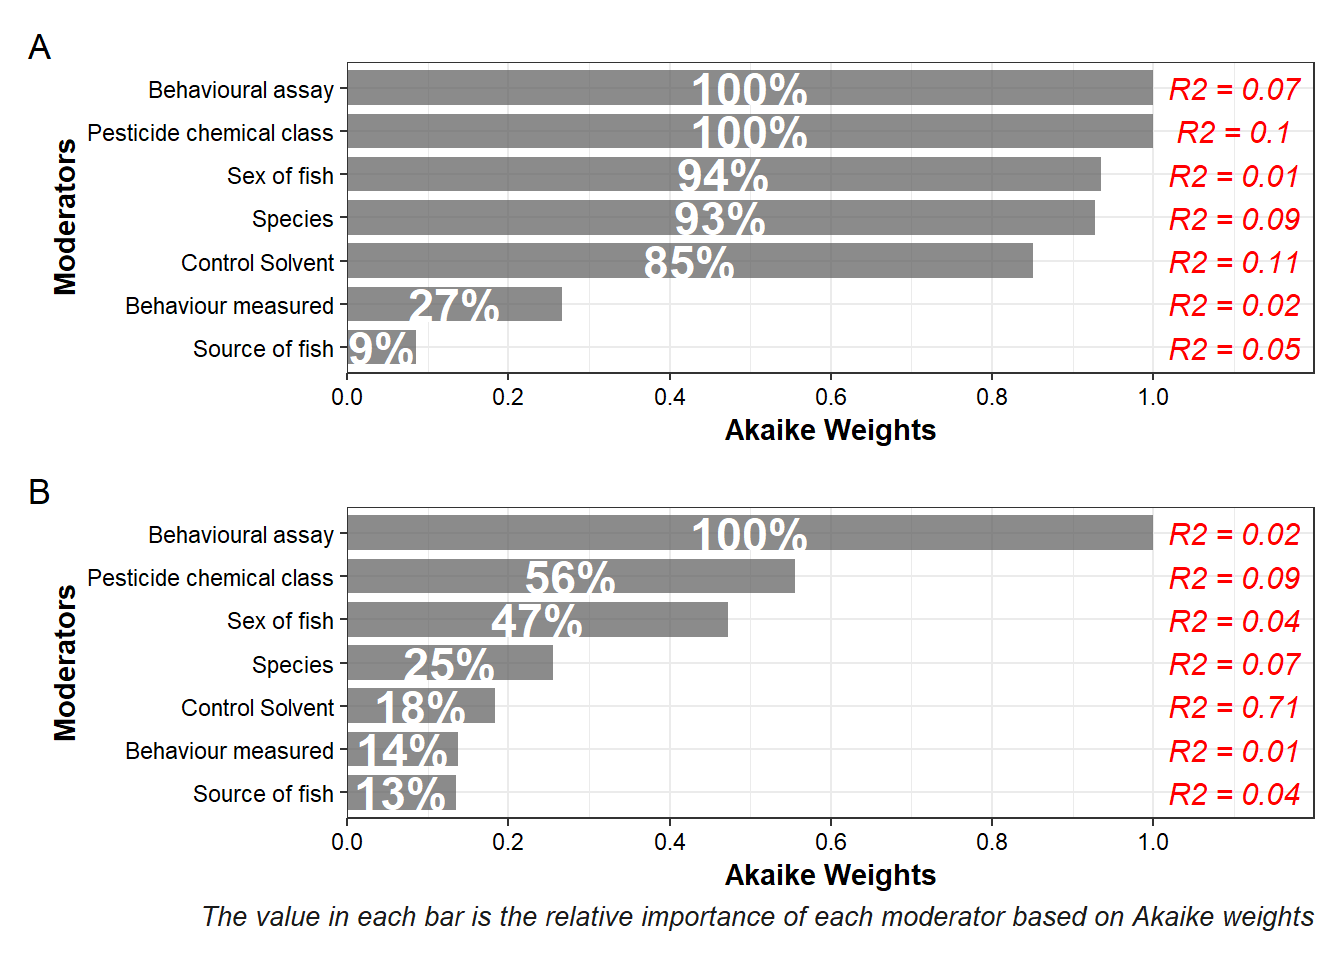 A
Behavioural assay 100% R2 = 0.07
Pesticide chemical class 100% R2 = 0.1
Sex of fish 94% R2 = 0.01
Species 93% R2 = 0.09
Control Solvent 85% R2 = 0.11
Behaviour measured 27% R2 = 0.02
Source of fish 9% R2 = 0.05
Moderators
0.0 0.2 0.4 0.6 0.8 1.0
Akaike Weights
B
Behavioural assay 100% R2 = 0.02
Pesticide chemical class 56% R2 = 0.09
Sex of fish 47% R2 = 0.04
Species 25% R2 = 0.07
Control Solvent 18% R2 = 0.71
Behaviour measured 14% R2 = 0.01
Source of fish 13% R2 = 0.04
Moderators
0.0 0.2 0.4 0.6 0.8 1.0
Akaike Weights
The value in each bar is the relative importance of each moderator based on Akaike weights